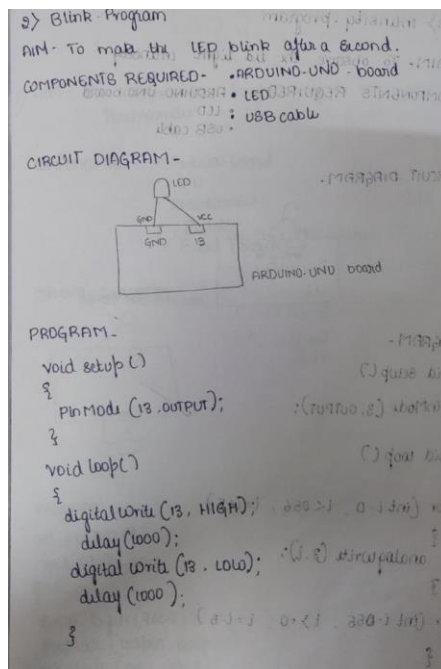 2) Blink Program
AIM- To make the LED blink after a second.
COMPONENTS REQUIRED- • ARDUINO-UNO board
• LED
• USB cable
CIRCUIT DIAGRAM-
LED
GND VCC
GND 13
ARDUINO-UNO board
PROGRAM-
void setup()
{
PinMode (13, OUTPUT);
}
void loop()
{
digital write (13, HIGH);
delay (1000);
digital write (13, LOW);
delay (1000);
}